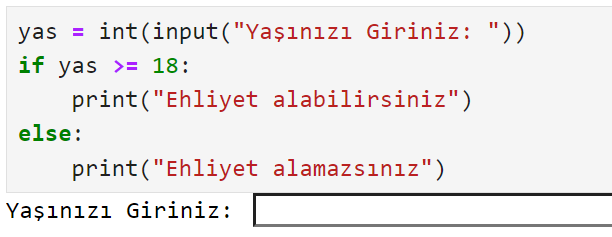 yas = int(input("Yaşınızı Giriniz: "))
if yas >= 18:
    print("Ehliyet alabilirsiniz")
else:
    print("Ehliyet alamazsınız")
Yaşınızı Giriniz: